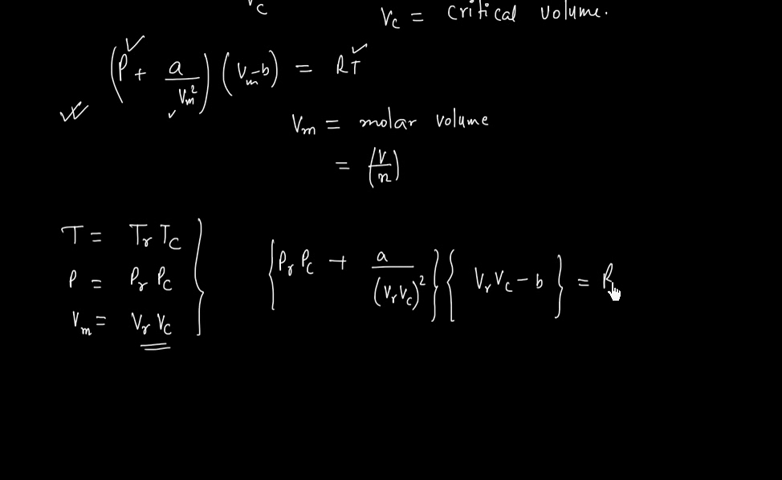 Vc
Vc = critical volume.
(P + a/Vm²) (Vm-b) = RT
Vm = molar volume
= (V/n)
T = Tr Tc
P = Pr Pc
Vm = Vr Vc
{Pr Pc + a/(Vr Vc)²} {Vr Vc - b} = R